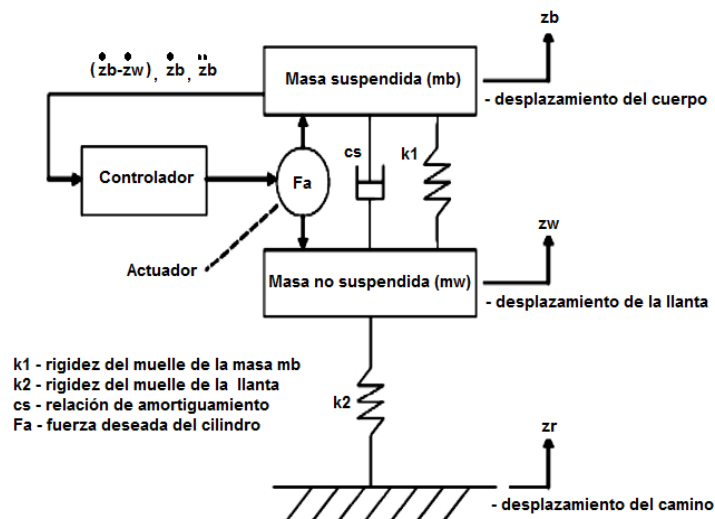 zb
(żb-żw), żb, z̈b
Masa suspendida (mb)
- desplazamiento del cuerpo
cs
k1
Controlador
Fa
zw
Actuador
Masa no suspendida (mw)
- desplazamiento de la llanta
k1 - rigidez del muelle de la masa mb
k2 - rigidez del muelle de la llanta
cs - relación de amortiguamiento
Fa - fuerza deseada del cilindro
k2
zr
- desplazamiento del camino